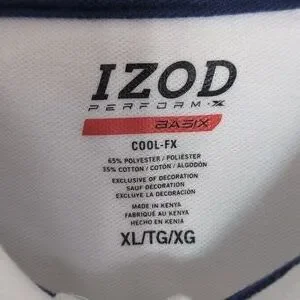 IZOD
PERFORM-X
BASIX
COOL-FX
65% POLYESTER / POLIÉSTER
35% COTTON / COTON / ALGODÓN
EXCLUSIVE OF DECORATION
SAUF DÉCORATION
EXCLUYE LA DECORACIÓN
MADE IN KENYA
FABRIQUÉ AU KENYA
HECHO EN KENIA
XL/TG/XG